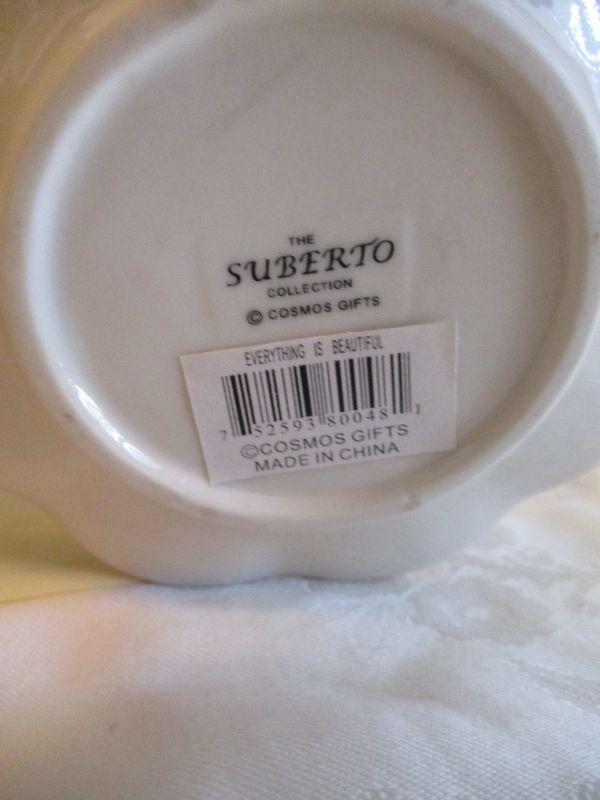 THE
SUBERTO
COLLECTION
© COSMOS GIFTS
EVERYTHING IS BEAUTIFUL
7 52593 80048 1
©COSMOS GIFTS
MADE IN CHINA